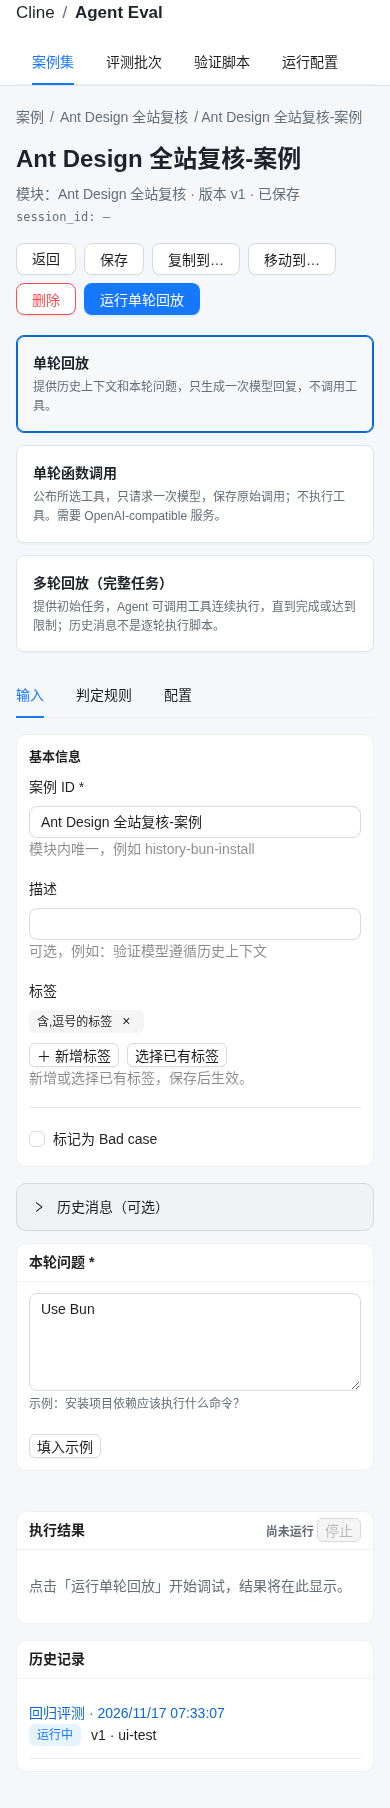 Cline / Agent Eval
案例集 评测批次 验证脚本 运行配置
案例 / Ant Design 全站复核 / Ant Design 全站复核-案例
Ant Design 全站复核-案例
模块：Ant Design 全站复核 · 版本 v1 · 已保存
session_id: —
返回 保存 复制到… 移动到…
删除 运行单轮回放
单轮回放
提供历史上下文和本轮问题，只生成一次模型回复，不调用工
具。
单轮函数调用
公布所选工具，只请求一次模型，保存原始调用；不执行工
具。需要 OpenAI-compatible 服务。
多轮回放（完整任务）
提供初始任务，Agent 可调用工具连续执行，直到完成或达到
限制；历史消息不是逐轮执行脚本。
输入 判定规则 配置
基本信息
案例 ID *
Ant Design 全站复核-案例
模块内唯一，例如 history-bun-install
描述
可选，例如：验证模型遵循历史上下文
标签
含,逗号的标签 ×
＋ 新增标签 选择已有标签
新增或选择已有标签，保存后生效。
标记为 Bad case
历史消息（可选）
本轮问题 *
Use Bun
示例：安装项目依赖应该执行什么命令?
填入示例
执行结果 尚未运行 停止
点击「运行单轮回放」开始调试，结果将在此显示。
历史记录
回归评测 · 2026/11/17 07:33:07
运行中 v1 · ui-test